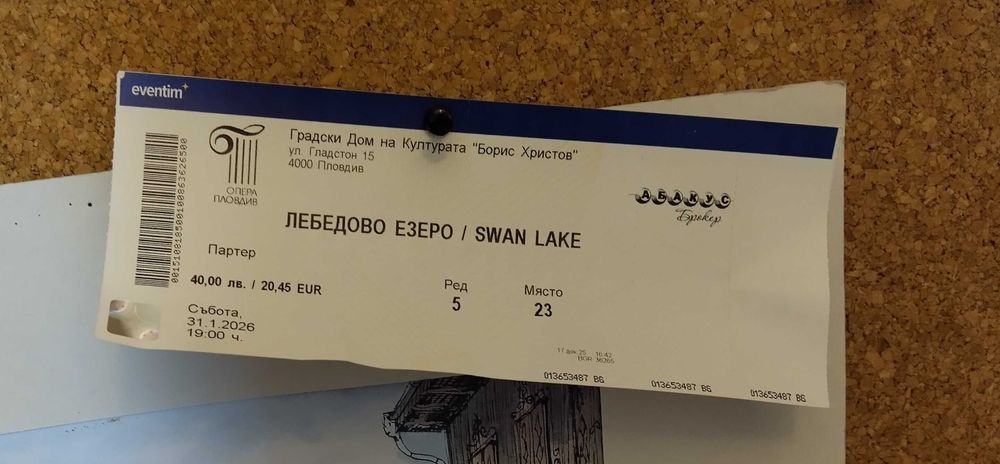 eventim
ОПЕРА
ПЛОВДИВ
Градски Дом на Културата "Борис Христов"
ул. Гладстон 15
4000 Пловдив
АБАКУС
Брокер
ЛЕБЕДОВО ЕЗЕРО / SWAN LAKE
Партер
40,00 лв. / 20,45 EUR
Ред
5
Място
23
Събота,
31.1.2026
19:00 ч.
16:42
013653487 BG
013653487 BG
013653487 BG